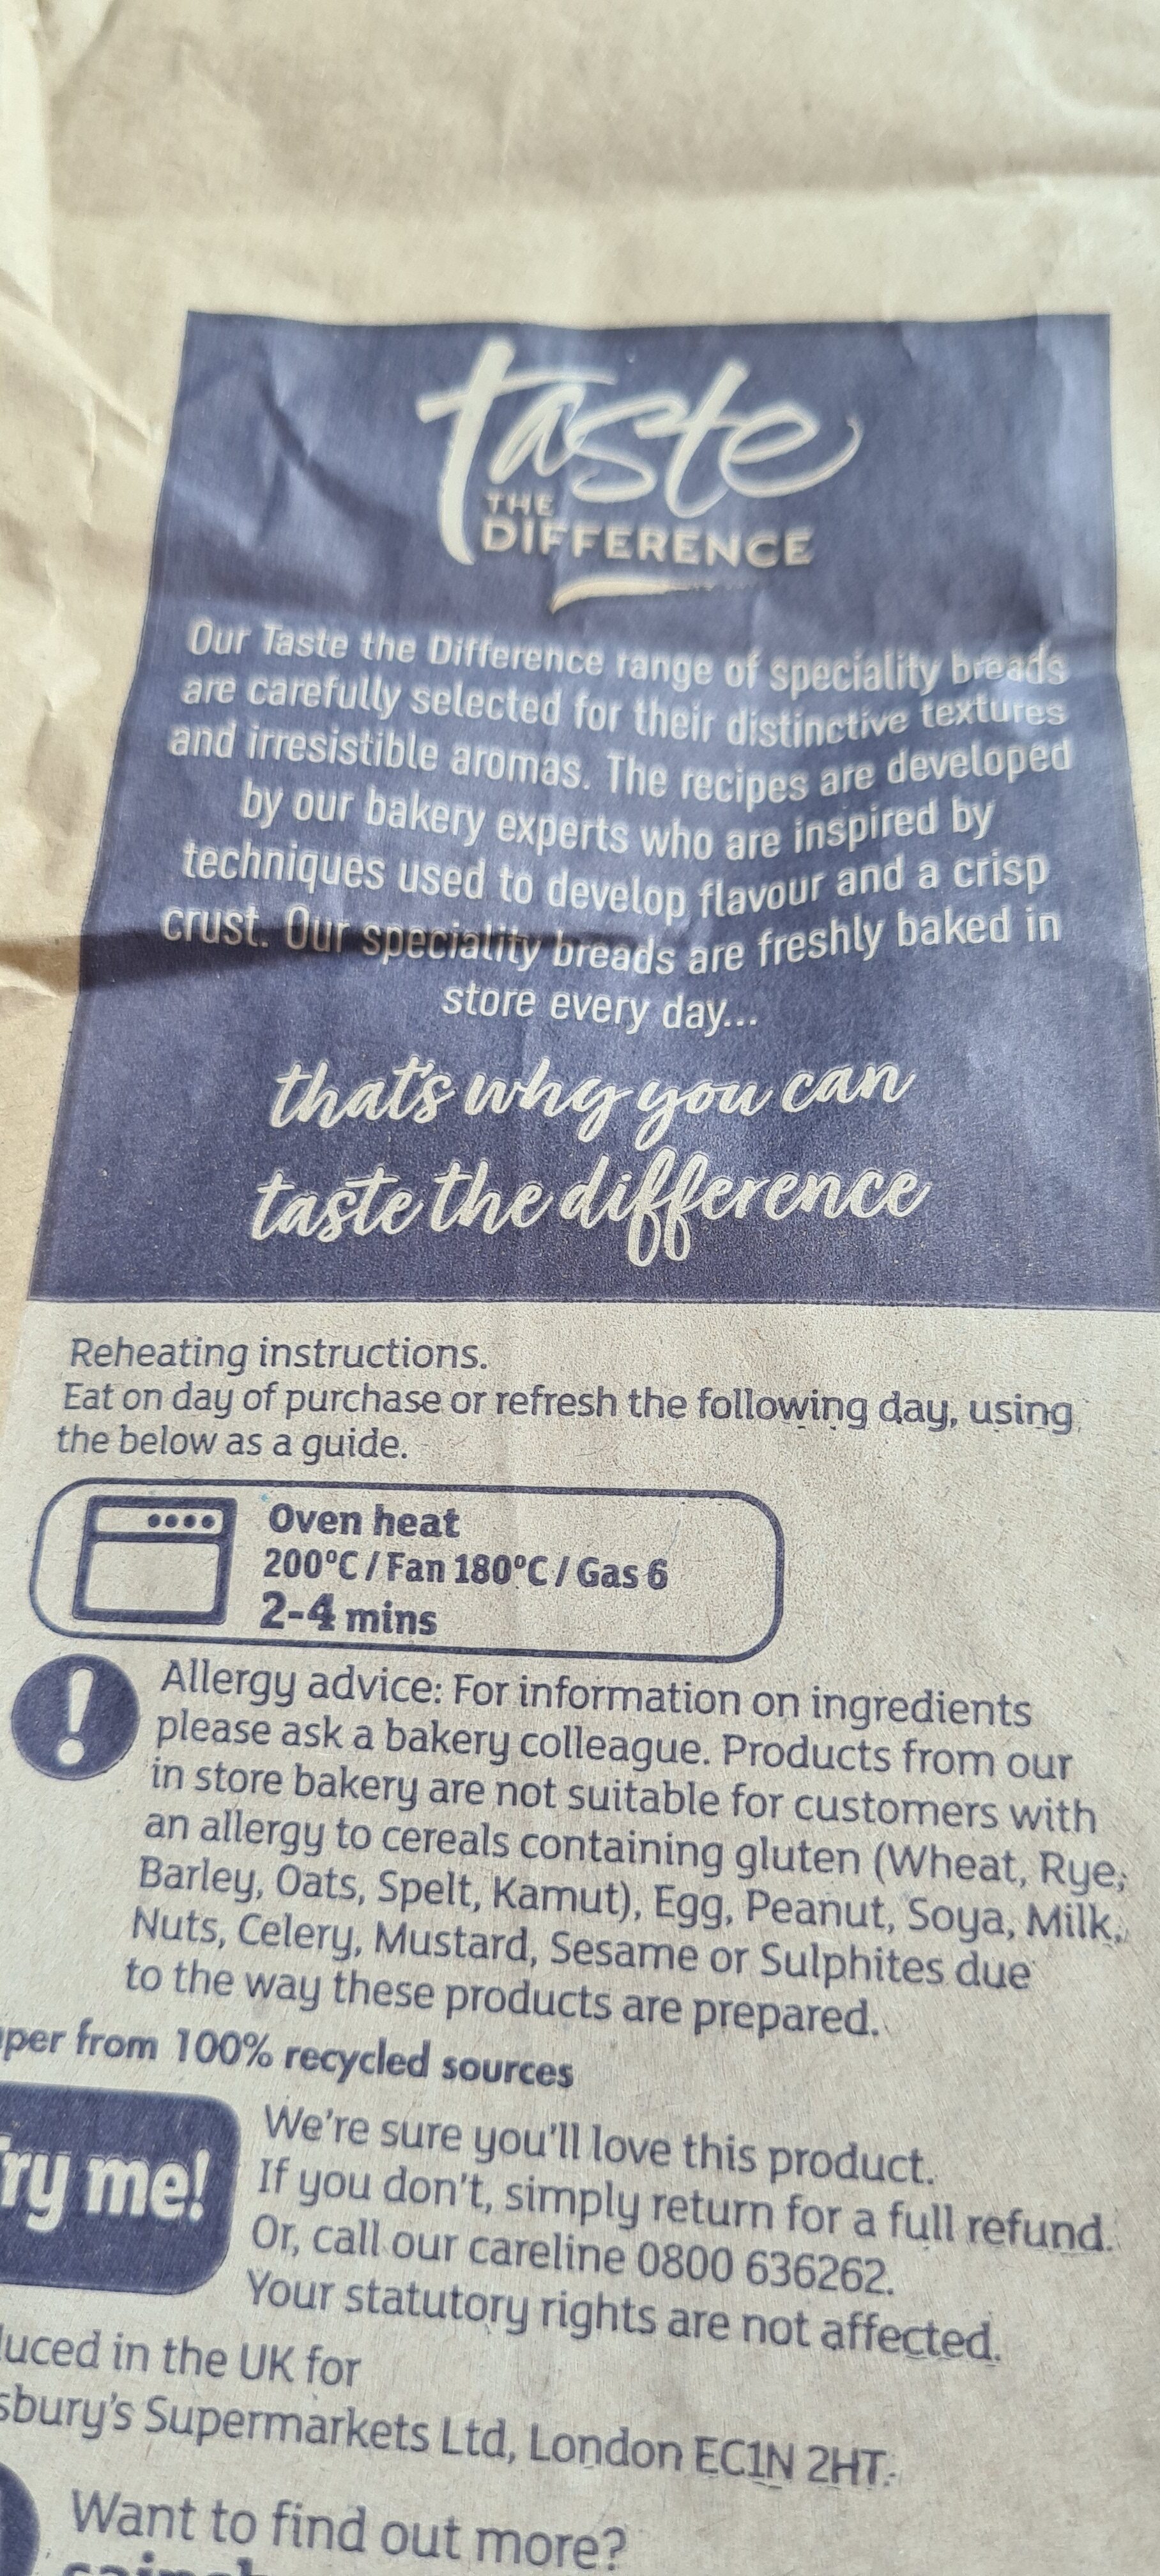 taste
THE
DIFFERENCE
Our Taste the Difference range of speciality breads
are carefully selected for their distinctive textures
and irresistible aromas. The recipes are developed
by our bakery experts who are inspired by
techniques used to develop flavour and a crisp
crust. Our speciality breads are freshly baked in
store every day...
that's why you can
taste the difference
Reheating instructions.
Eat on day of purchase or refresh the following day, using
the below as a guide.
Oven heat
200°C / Fan 180°C / Gas 6
2-4 mins
Allergy advice: For information on ingredients
please ask a bakery colleague. Products from our
in store bakery are not suitable for customers with
an allergy to cereals containing gluten (Wheat, Rye,
Barley, Oats, Spelt, Kamut), Egg, Peanut, Soya, Milk,
Nuts, Celery, Mustard, Sesame or Sulphites due
to the way these products are prepared.
from 100% recycled sources
me!
We're sure you'll love this product.
If you don't, simply return for a full refund.
Or, call our careline 0800 636262.
Your statutory rights are not affected.
in the UK for
Supermarkets Ltd, London EC1N 2HT.
Want to find out more?